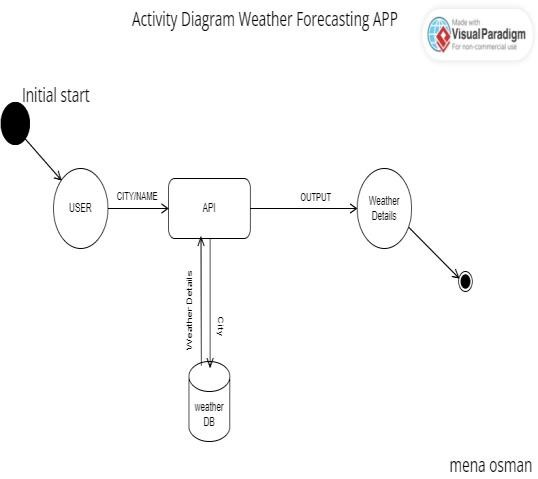 Activity Diagram Weather Forecasting APP
Made with
Visual Paradigm
For non-commercial use
Initial start
USER
CITY/NAME
API
OUTPUT
Weather
Details
Weather Details
City
weather
DB
mena osman